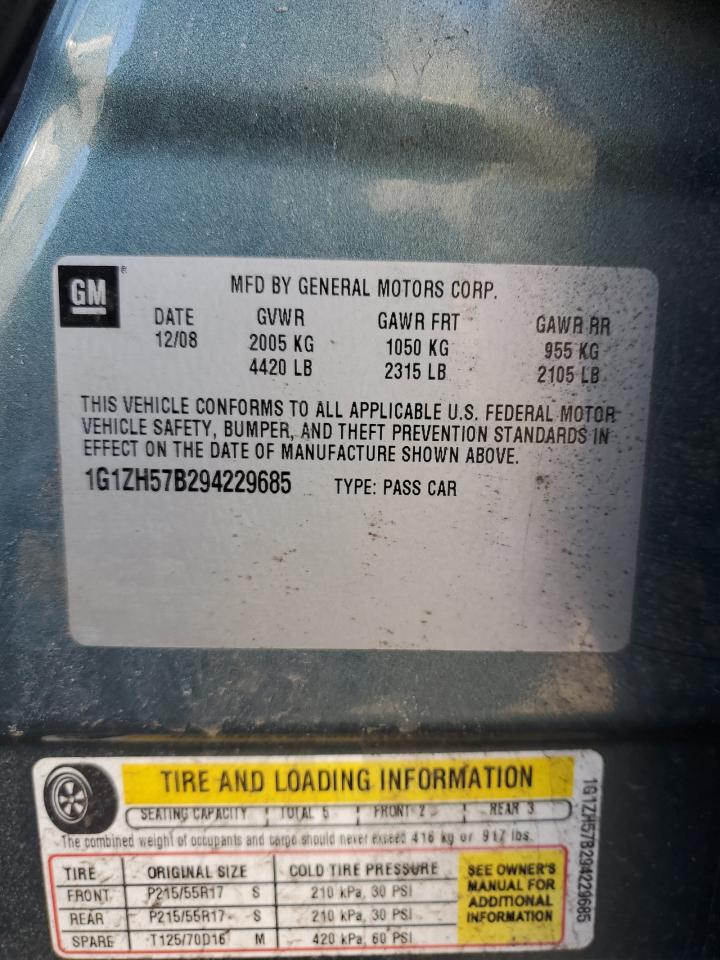 GM ®
MFD BY GENERAL MOTORS CORP.
DATE GVWR GAWR FRT GAWR RR
12/08 2005 KG 1050 KG 955 KG
4420 LB 2315 LB 2105 LB
THIS VEHICLE CONFORMS TO ALL APPLICABLE U.S. FEDERAL MOTOR
VEHICLE SAFETY, BUMPER, AND THEFT PREVENTION STANDARDS IN
EFFECT ON THE DATE OF MANUFACTURE SHOWN ABOVE.
1G1ZH57B294229685 TYPE: PASS CAR
TIRE AND LOADING INFORMATION
SEATING CAPACITY TOTAL 5 FRONT 2 REAR 3
The combined weight of occupants and cargo should never exceed 416 kg or 917 lbs.
TIRE ORIGINAL SIZE COLD TIRE PRESSURE
FRONT P215/55R17 S 210 kPa, 30 PSI
REAR P215/55R17 S 210 kPa, 30 PSI
SPARE T125/70D16 M 420 kPa, 60 PSI
SEE OWNER'S
MANUAL FOR
ADDITIONAL
INFORMATION
1G1ZH57B294229685